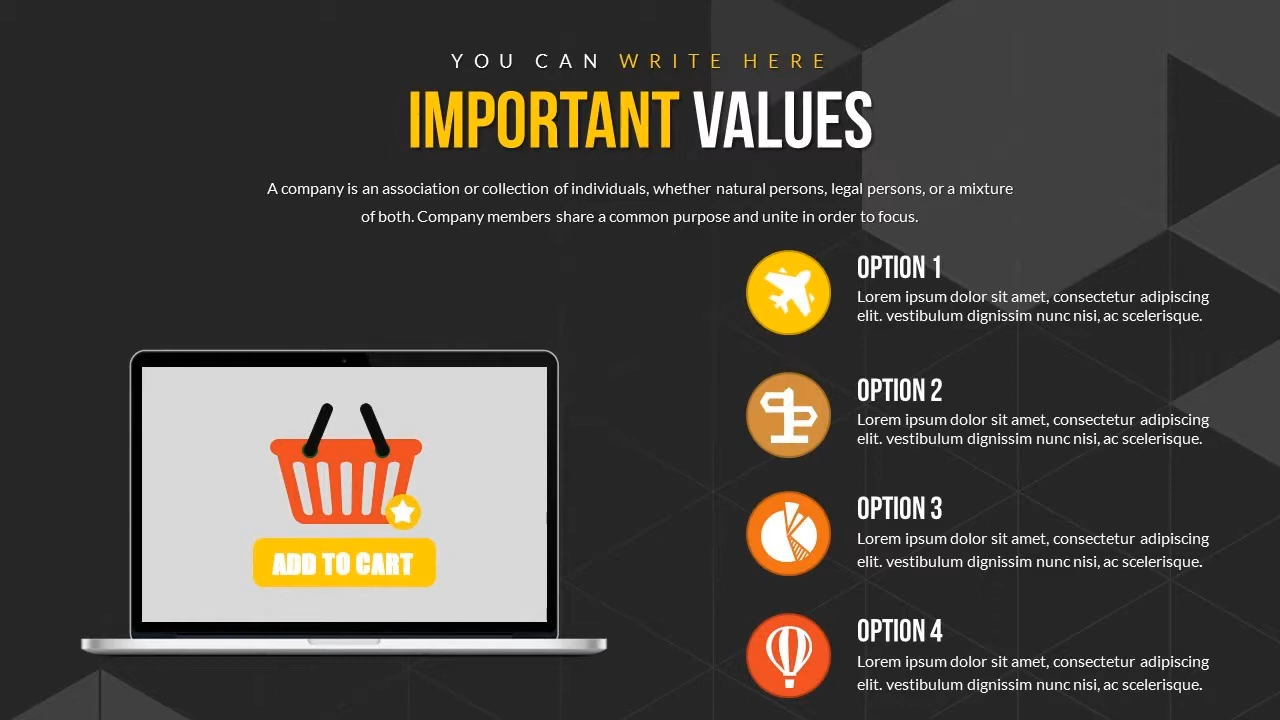 YOU CAN WRITE HERE
IMPORTANT VALUES
A company is an association or collection of individuals, whether natural persons, legal persons, or a mixture
of both. Company members share a common purpose and unite in order to focus.
ADD TO CART
OPTION 1
Lorem ipsum dolor sit amet, consectetur adipiscing
elit. vestibulum dignissim nunc nisi, ac scelerisque.
OPTION 2
Lorem ipsum dolor sit amet, consectetur adipiscing
elit. vestibulum dignissim nunc nisi, ac scelerisque.
OPTION 3
Lorem ipsum dolor sit amet, consectetur adipiscing
elit. vestibulum dignissim nunc nisi, ac scelerisque.
OPTION 4
Lorem ipsum dolor sit amet, consectetur adipiscing
elit. vestibulum dignissim nunc nisi, ac scelerisque.